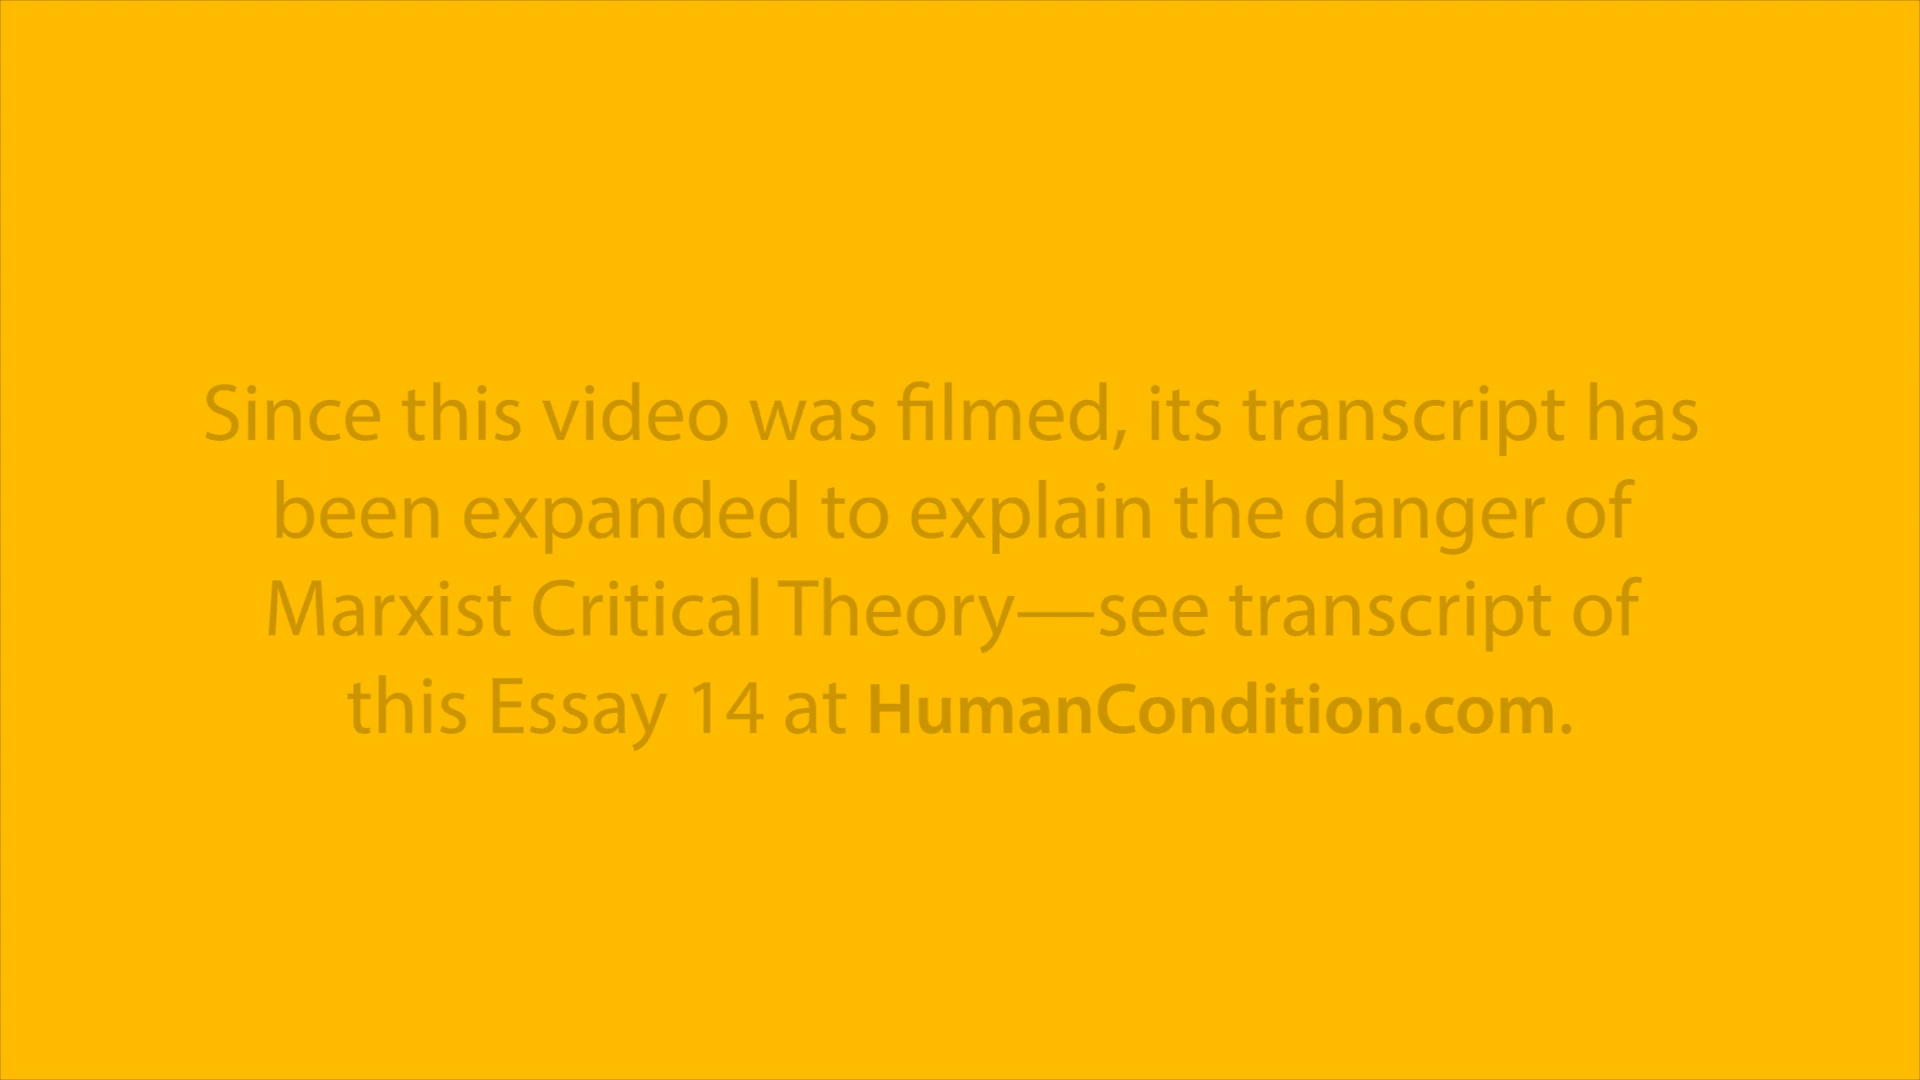 Since this video was filmed, its transcript has
been expanded to explain the danger of
Marxist Critical Theory—see transcript of
this Essay 14 at HumanCondition.com.